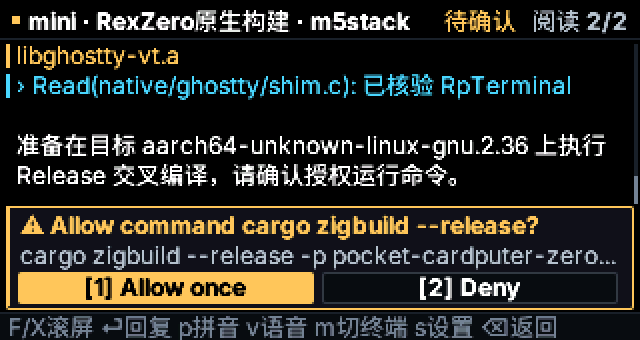 mini · RexZero原生构建 · m5stack 待确认 阅读 2/2
libghostty-vt.a
› Read(native/ghostty/shim.c): 已核验 RpTerminal
准备在目标 aarch64-unknown-linux-gnu.2.36 上执行
Release 交叉编译，请确认授权运行命令。
⚠ Allow command cargo zigbuild --release?
cargo zigbuild --release -p pocket-cardputer-zero...
[1] Allow once [2] Deny
F/X滚屏 ↩回复 p拼音 v语音 m切终端 s设置 ⌫返回